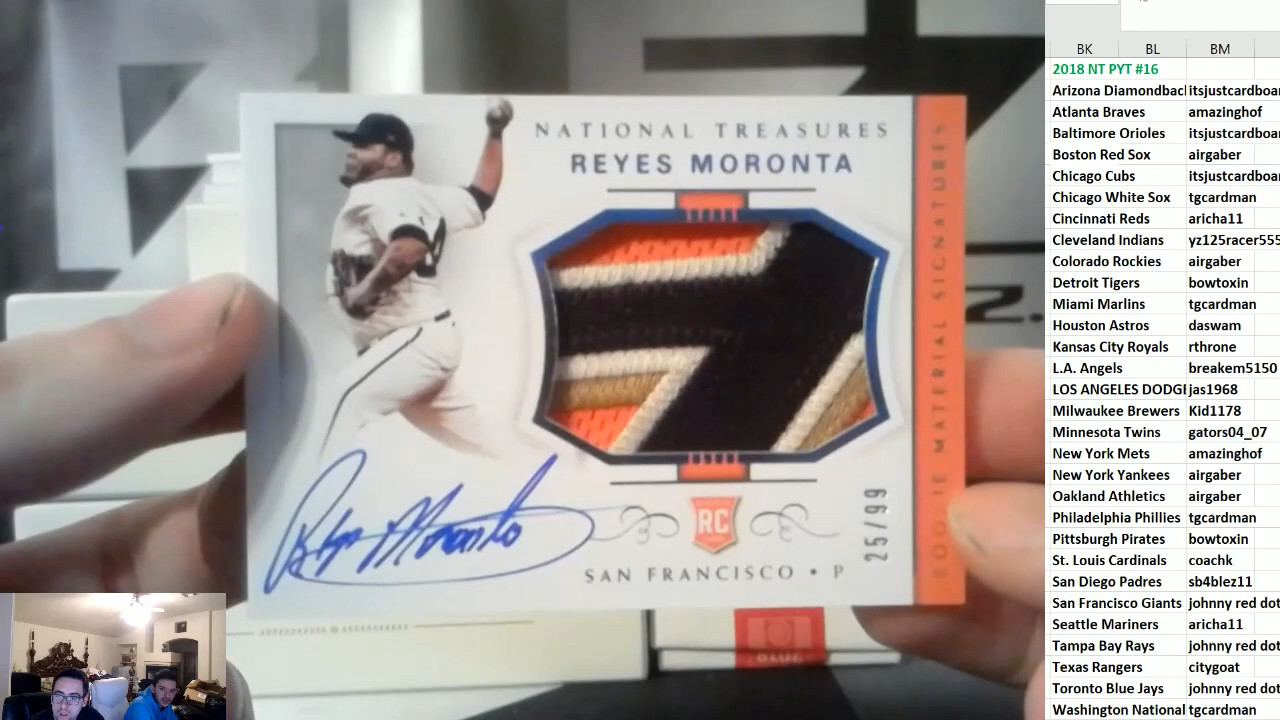 NATIONAL TREASURES
REYES MORONTA
ROOKIE MATERIAL SIGNATURES
Reyes Moronta
RC
25/99
SAN FRANCISCO • P
BK BL BM
2018 NT PYT #16
Arizona Diamondbac itsjustcardboa
Atlanta Braves amazinghof
Baltimore Orioles itsjustcardboa
Boston Red Sox airgaber
Chicago Cubs itsjustcardboa
Chicago White Sox tgcardman
Cincinnati Reds aricha11
Cleveland Indians yz125racer555
Colorado Rockies airgaber
Detroit Tigers bowtoxin
Miami Marlins tgcardman
Houston Astros daswam
Kansas City Royals rthrone
L.A. Angels breakem5150
LOS ANGELES DODG jas1968
Milwaukee Brewers Kid1178
Minnesota Twins gators04_07
New York Mets amazinghof
New York Yankees airgaber
Oakland Athletics airgaber
Philadelphia Phillies tgcardman
Pittsburgh Pirates bowtoxin
St. Louis Cardinals coachk
San Diego Padres sb4blez11
San Francisco Giants johnny red dot
Seattle Mariners aricha11
Tampa Bay Rays johnny red dot
Texas Rangers citygoat
Toronto Blue Jays johnny red dot
Washington National tgcardman